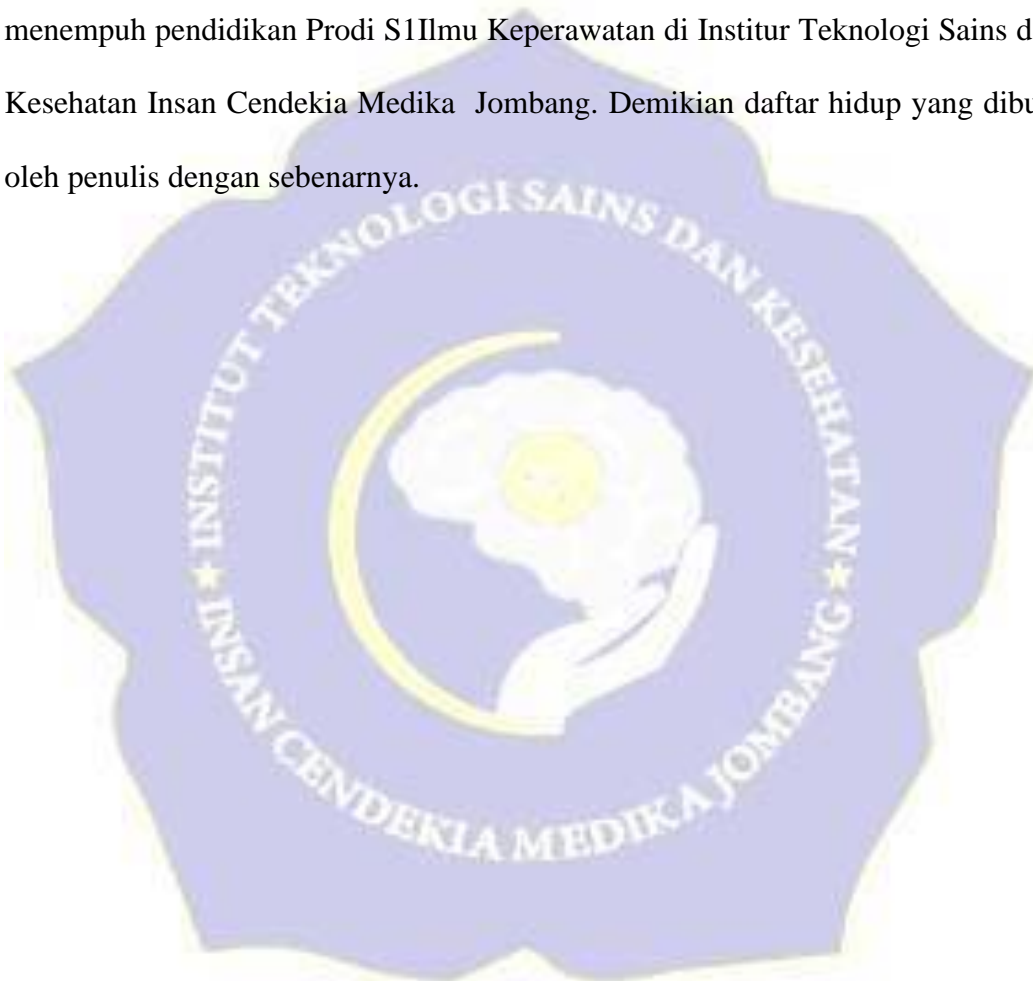 menempuh pendidikan Prodi S1Ilmu Keperawatan di Institur Teknologi Sains d
Kesehatan Insan Cendekia Medika Jombang. Demikian daftar hidup yang dibu
oleh penulis dengan sebenarnya.
INSTITUT TEKNOLOGI SAINS DAN KESEHATAN
INSAN CENDEKIA MEDIKA JOMBANG